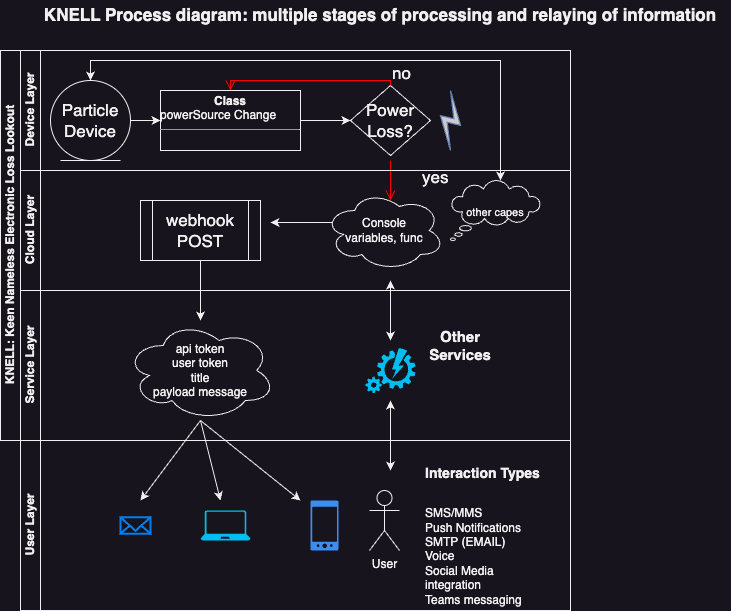 KNELL Process diagram: multiple stages of processing and relaying of information
KNELL: Keen Nameless Electronic Loss Lookout
Device Layer
Particle
Device
Class
powerSource Change
no
Power
Loss?
yes
Cloud Layer
webhook
POST
Console
variables, func
other capes
Service Layer
api token
user token
title
payload message
Other
Services
User Layer
User
Interaction Types
SMS/MMS
Push Notifications
SMTP (EMAIL)
Voice
Social Media
integration
Teams messaging